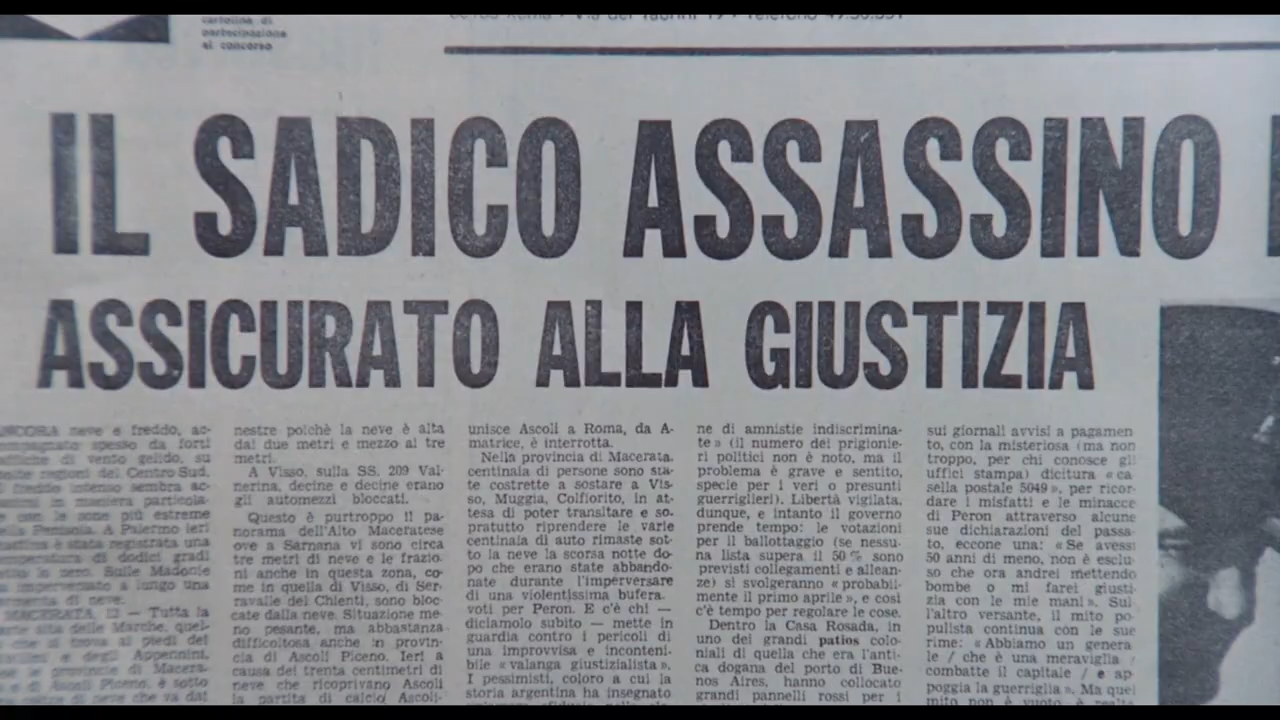 cartolina di
partecipazione
al concorso
IL SADICO ASSASSINO
ASSICURATO ALLA GIUSTIZIA
neve e freddo, ac-
spesso da forti
di vento gelido, su
regioni del Centro-Sud.
freddo intenso sembra ac-
le zone più estreme
A Palermo ieri
è stata registrata una
di dodici gradi
Sulle Madonie
a lungo una
di neve.
MACERATA, 12 — Tutta la
delle Marche, quel-
che si trova ai piedi del
e degli Appennini,
provincia di Macera-
di Ascoli Piceno, è sotto
di neve che va dai
nestre poichè la neve è alta
dai due metri e mezzo ai tre
metri.
A Visso, sulla SS. 209 Val-
nerina, decine e decine erano
gli automezzi bloccati.
Questo è purtroppo il pa-
norama dell'Alto Maceratese
ove a Sarnana vi sono circa
tre metri di neve e le frazio-
ni anche in questa zona, co-
me in quella di Visso, di Ser-
ravalle del Chienti, sono bloc-
cate dalla neve. Situazione me-
no pesante, ma abbastanza
difficoltosa anche in provin-
cia di Ascoli Piceno. Ieri a
causa dei trenta centimetri di
neve che ricoprivano Ascoli
la partita di calcio Ascoli-
unisce Ascoli a Roma, da A-
matrice, è interrotta.
Nella provincia di Macerata,
centinaia di persone sono sta-
te costrette a sostare a Vis-
so, Muggia, Colfiorito, in at-
tesa di poter transitare e so-
pratutto riprendere le varie
centinaia di auto rimaste sot-
to la neve la scorsa notte do-
po che erano state abbando-
nate durante l'imperversare
di una violentissima bufera.
voti per Peron. E c'è chi —
diciamolo subito — mette in
guardia contro i pericoli di
una improvvisa e inconteni-
bile « valanga giustizialista ».
I pessimisti, coloro a cui la
storia argentina ha insegnato
ne di amnistie indiscrimina-
te » (il numero dei prigionie-
ri politici non è noto, ma il
problema è grave e sentito,
specie per i veri o presunti
guerriglieri). Libertà vigilata,
dunque, e intanto il governo
prende tempo: le votazioni
per il ballottaggio (se nessu-
na lista supera il 50 % sono
previsti collegamenti e allean-
ze) si svolgeranno « probabil-
mente il primo aprile », e così
c'è tempo per regolare le cose.
Dentro la Casa Rosada, in
uno dei grandi patios colo-
niali di quella che era l'anti-
ca dogana del porto di Bue-
nos Aires, hanno collocato
grandi pannelli rossi per i
sui giornali avvisi a pagamen-
to, con la misteriosa (ma non
troppo, per chi conosce gli
uffici stampa) dicitura « ca-
sella postale 5049 », per ricor-
dare i misfatti e le minacce
di Peron attraverso alcune
sue dichiarazioni del passa-
to, eccone una: « Se avessi
50 anni di meno, non è esclu-
so che ora andrei mettendo
bombe o mi farei giusti-
zia con le mie mani ». Sul-
l'altro versante, il mito po-
pulista continua con le sue
rime: « Abbiamo un genera-
le / che è una meraviglia /
combatte il capitale / e ap-
poggia la guerriglia ». Ma quel
mito non è vuoto, è realtà